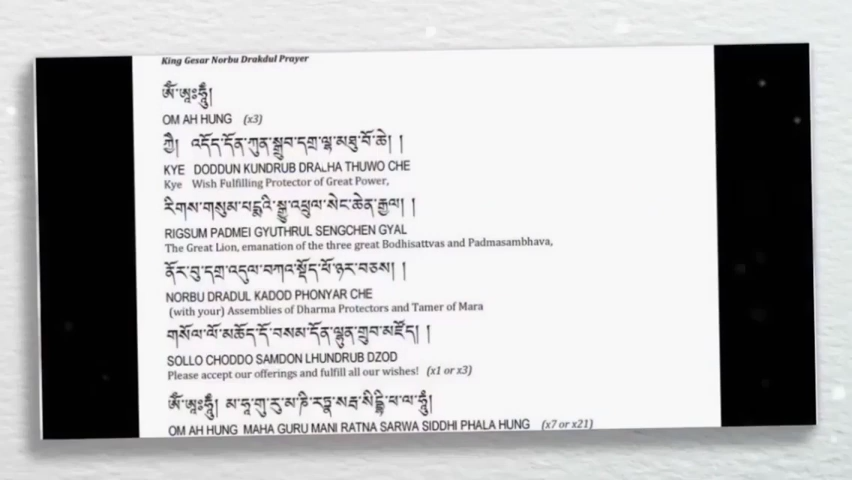 King Gesar Norbu Drakdul Prayer
ༀ་ཨཱཿཧཱུྃ།
OM AH HUNG (x3)
ཀྱེ། འདོད་དོན་ཀུན་སྒྲུབ་དགྲ་ལྷ་མཐུ་བོ་ཆེ། །
KYE DODDUN KUNDRUB DRALHA THUWO CHE
Kye Wish Fulfilling Protector of Great Power,
རིགས་གསུམ་པདྨའི་སྒྱུ་འཕྲུལ་སེང་ཆེན་རྒྱལ། །
RIGSUM PADMEI GYUTHRUL SENGCHEN GYAL
The Great Lion, emanation of the three great Bodhisattvas and Padmasambhava,
ནོར་བུ་དགྲ་འདུལ་བཀའ་སྡོད་ཕོ་ཉར་བཅས། །
NORBU DRADUL KADOD PHONYAR CHE
(with your) Assemblies of Dharma Protectors and Tamer of Mara
གསོལ་ལོ་མཆོད་དོ་བསམ་དོན་ལྷུན་གྲུབ་མཛོད། །
SOLLO CHODDO SAMDON LHUNDRUB DZOD
Please accept our offerings and fulfill all our wishes! (x1 or x3)
ༀ་ཨཱཿཧཱུྃ། མ་ཧཱ་གུ་རུ་མ་ཎི་རཏྣ་སརྦ་སིདྡྷི་ཕ་ལ་ཧཱུྃ།
OM AH HUNG MAHA GURU MANI RATNA SARWA SIDDHI PHALA HUNG (x7 or x21)